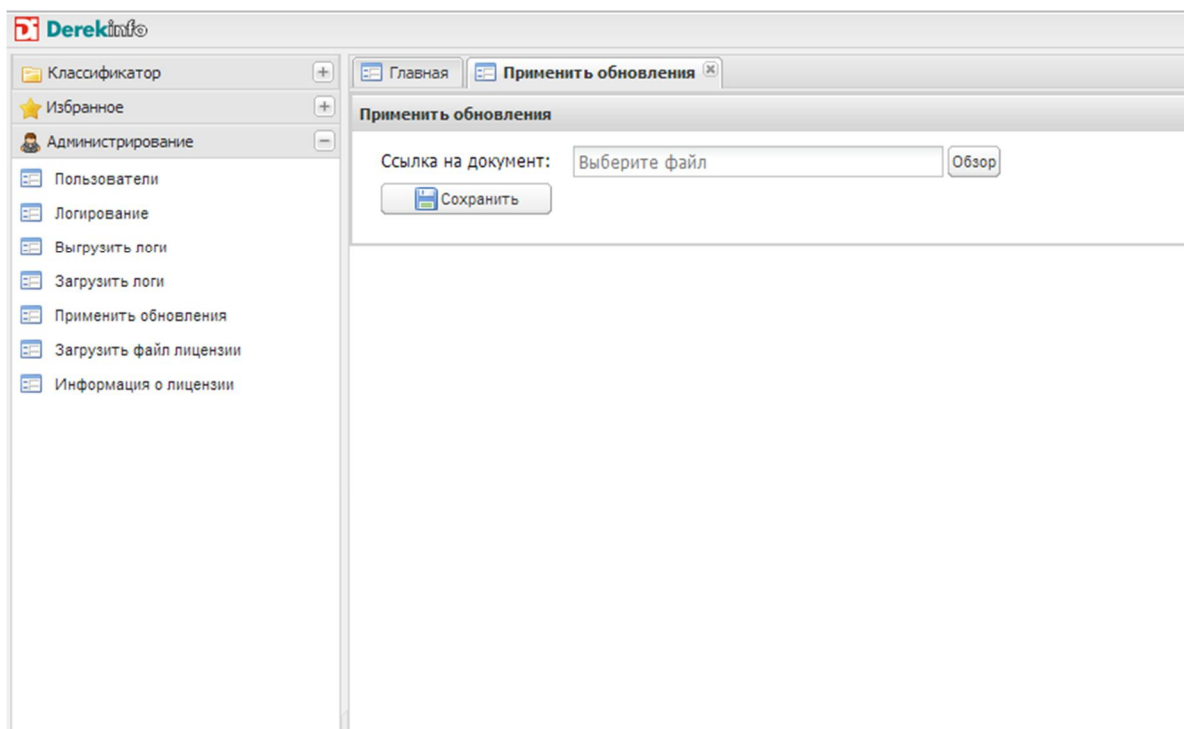 Derekinfo
Классификатор
Избранное
Администрирование
Пользователи
Логирование
Выгрузить логи
Загрузить логи
Применить обновления
Загрузить файл лицензии
Информация о лицензии
Главная
Применить обновления
Применить обновления
Ссылка на документ: Выберите файл Обзор
Сохранить